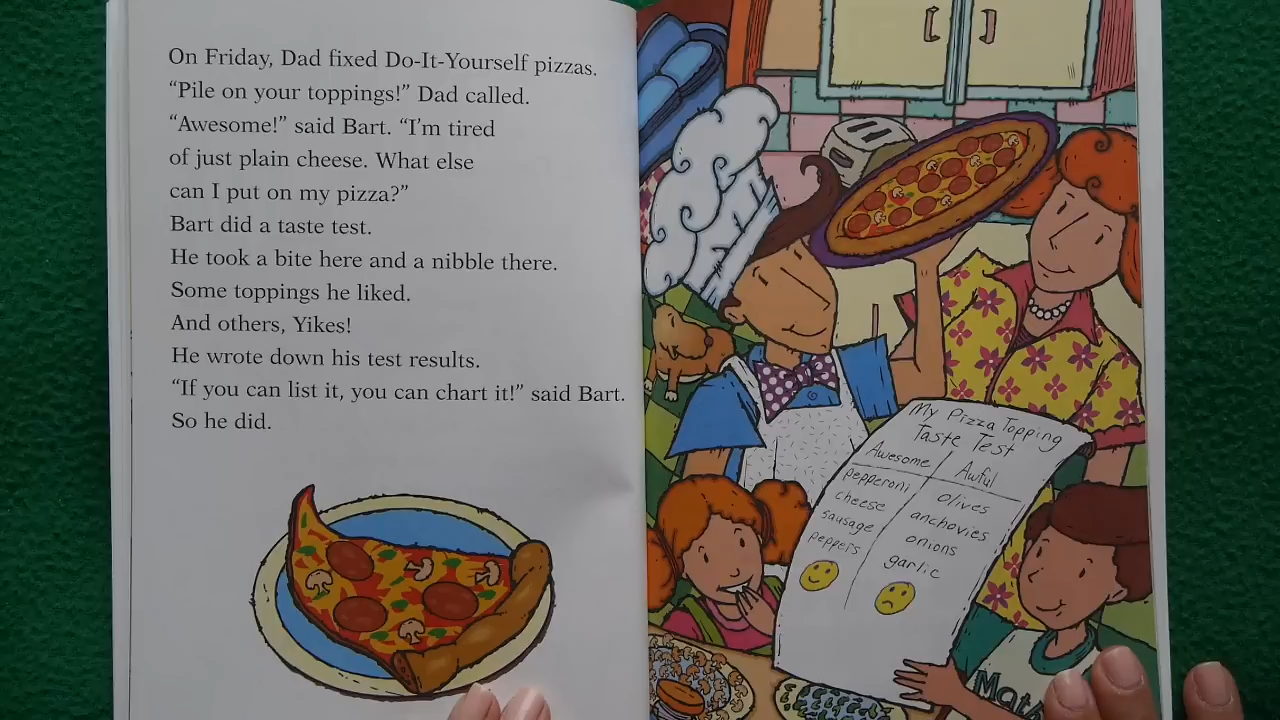 On Friday, Dad fixed Do-It-Yourself pizzas.
“Pile on your toppings!” Dad called.
“Awesome!” said Bart. “I’m tired
of just plain cheese. What else
can I put on my pizza?”
Bart did a taste test.
He took a bite here and a nibble there.
Some toppings he liked.
And others, Yikes!
He wrote down his test results.
“If you can list it, you can chart it!” said Bart.
So he did.
My Pizza Topping
Taste Test
Awesome Awful
pepperoni olives
cheese anchovies
sausage onions
peppers garlic
Math